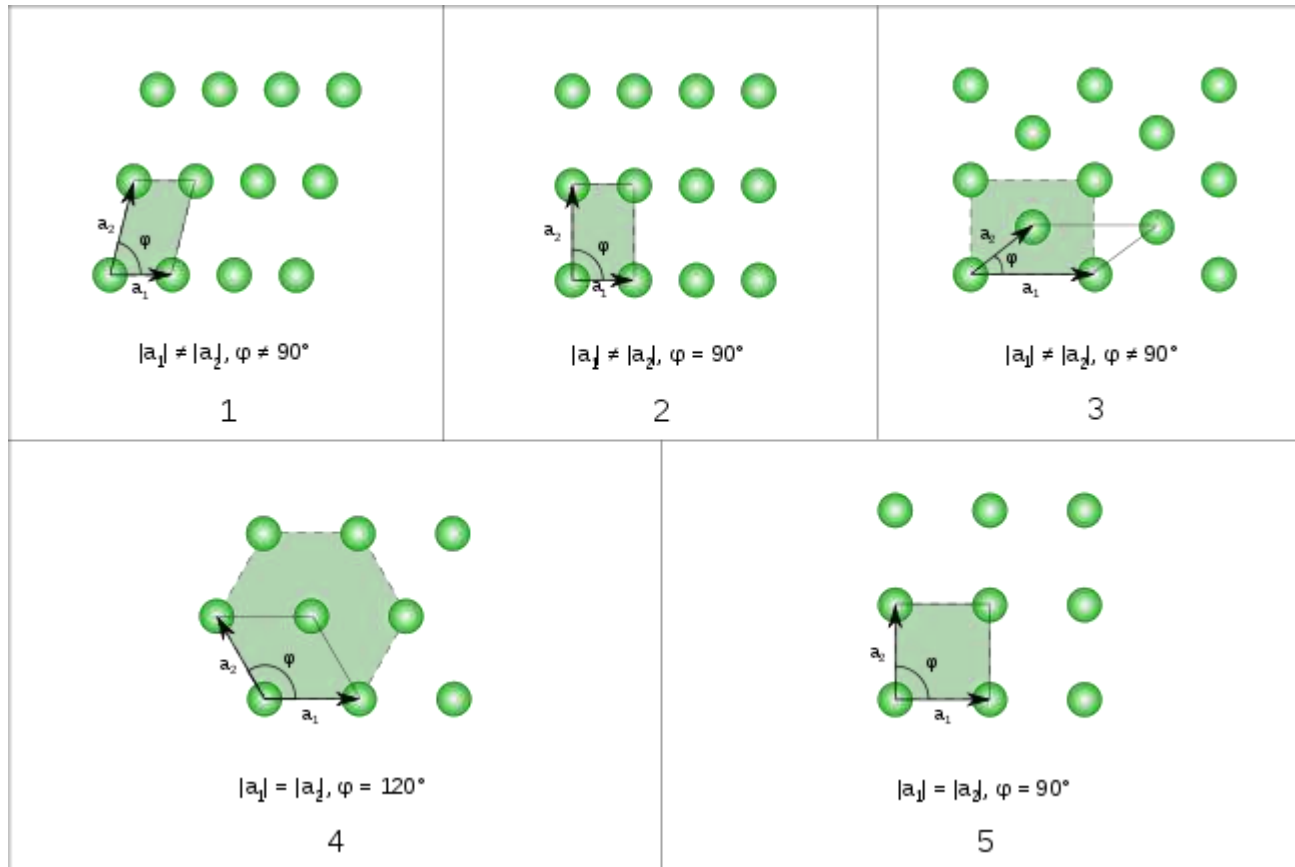 a₂
φ
a₁
|a₁| ≠ |a₂|, φ ≠ 90°
1
a₂
φ
a₁
|a₁| ≠ |a₂|, φ = 90°
2
a₂
φ
a₁
|a₁| ≠ |a₂|, φ ≠ 90°
3
a₂
φ
a₁
|a₁| = |a₂|, φ = 120°
4
a₂
φ
a₁
|a₁| = |a₂|, φ = 90°
5